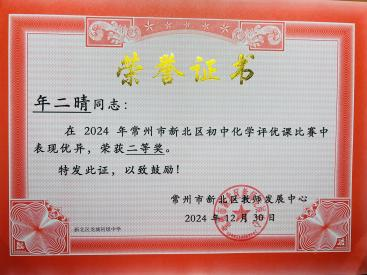 荣誉证书
年二晴同志:
在 2024 年常州市新北区初中化学评优课比赛中
表现优异,荣获二等奖。
特发此证,以致鼓励!
常州市新北区教师发展中心
2024 年 12 月 30 日